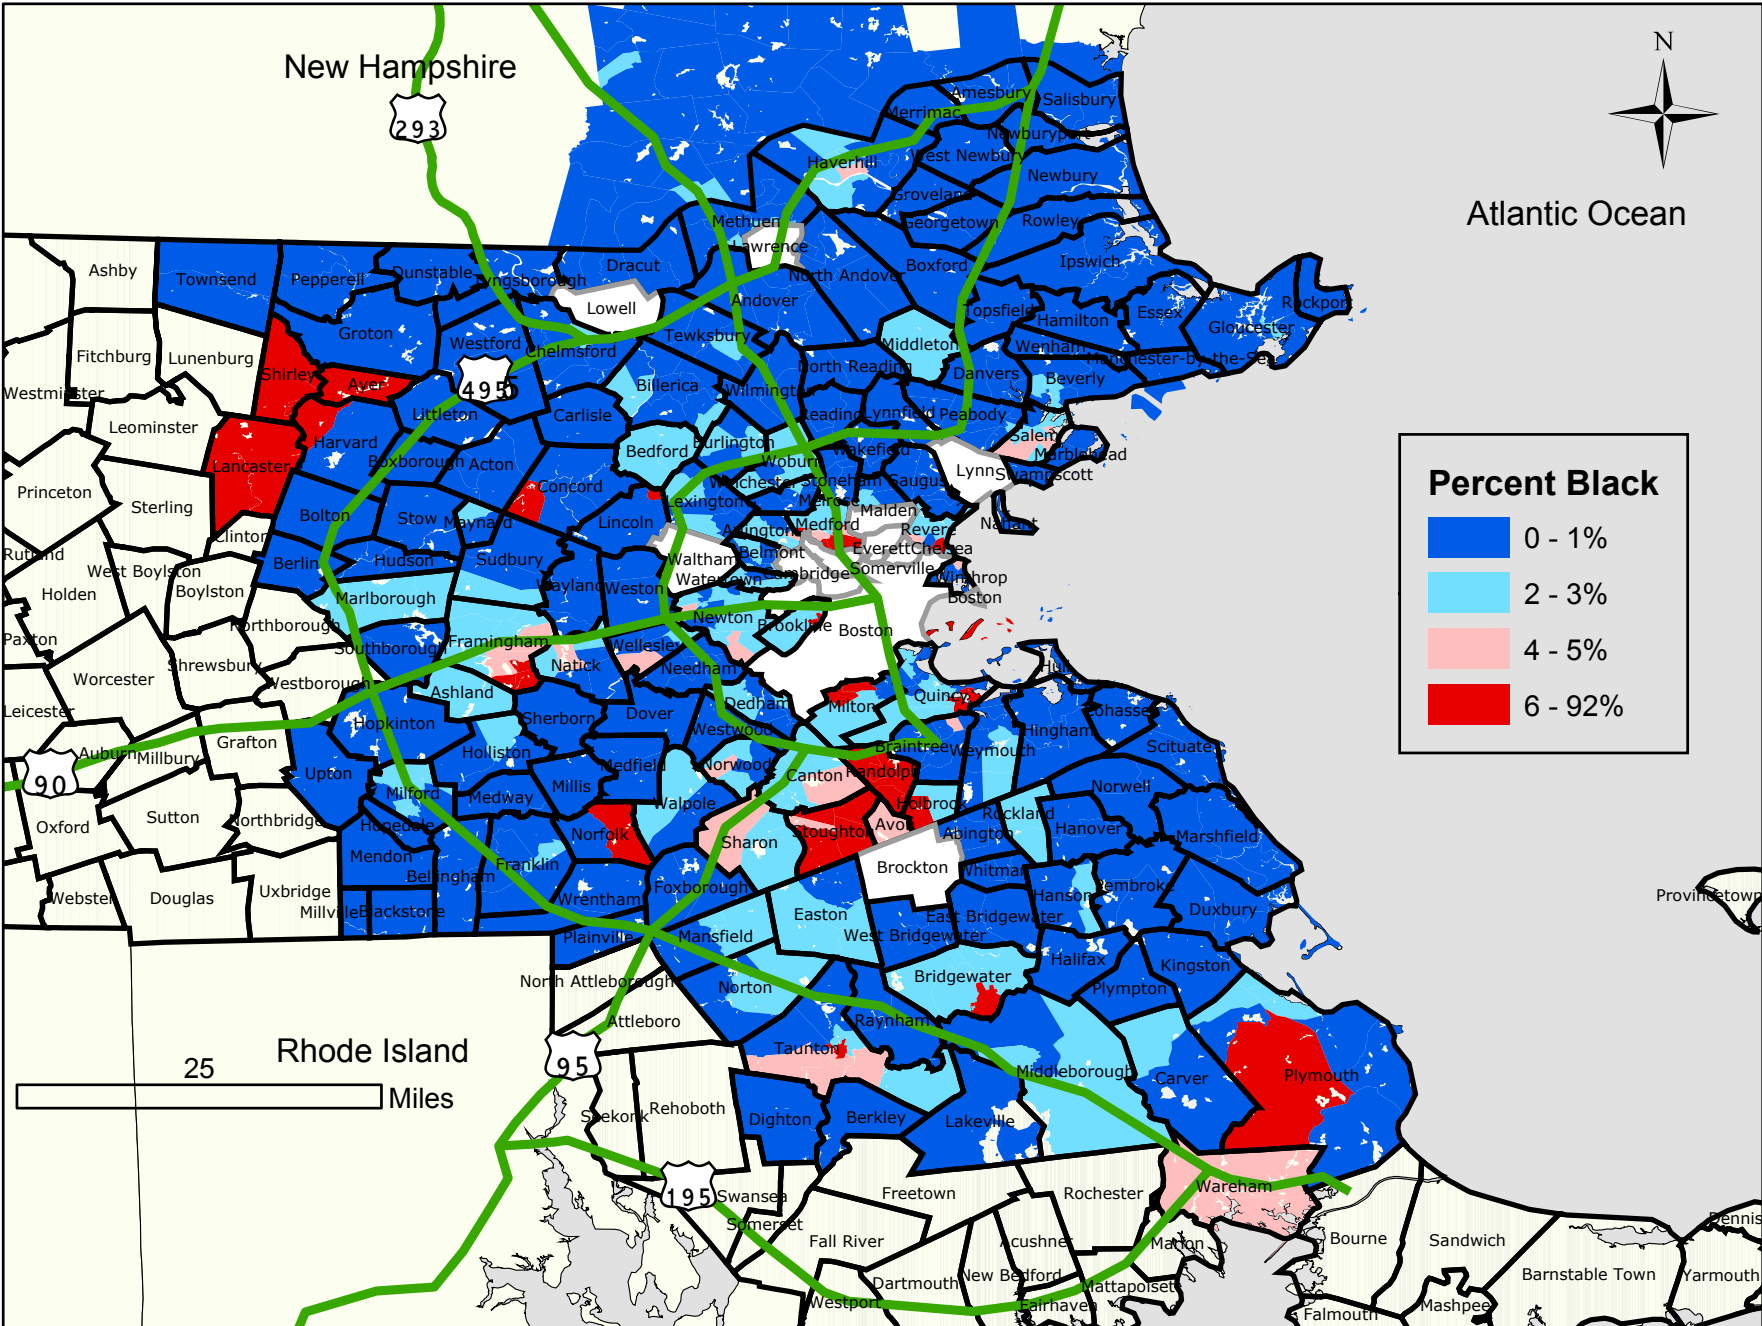 New Hampshire
N
Atlantic Ocean
293
Amesbury
Salisbury
Merrimac
Newburyport
Haverhill
West Newbury
Newbury
Groveland
Georgetown
Rowley
Methuen
Lawrence
Ashby
Townsend
Pepperell
Dunstable
Tyngsborough
Dracut
North Andover
Boxford
Ipswich
Lowell
Andover
Topsfield
Hamilton
Essex
Rockport
Gloucester
Groton
Westford
Chelmsford
Tewksbury
Middleton
Wenham
Manchester-by-the-Sea
Fitchburg
Lunenburg
Shirley
Ayer
495
5
Billerica
Wilmington
North Reading
Danvers
Beverly
Westminster
Littleton
Carlisle
Reading
Lynnfield
Peabody
Leominster
Harvard
Boxborough
Acton
Bedford
Burlington
Woburn
Wakefield
Salem
Marblehead
Lancaster
Concord
Winchester
Stoneham
Saugus
Lynn
Swampscott
Percent Black
Princeton
Sterling
Bolton
Stow
Maynard
Lincoln
Lexington
Melrose
Malden
Nahant
0 - 1%
Clinton
Arlington
Medford
Revere
Rutland
West Boylston
Berlin
Hudson
Sudbury
Waltham
Belmont
Everett
Chelsea
2 - 3%
Holden
Boylston
Marlborough
Wayland
Weston
Watertown
Cambridge
Somerville
Winthrop
Boston
Paxton
Northborough
Southborough
Framingham
Newton
Brookline
Boston
4 - 5%
Worcester
Shrewsbury
Westborough
Natick
Wellesley
Needham
Hull
Leicester
Ashland
Sherborn
Dover
Dedham
Milton
Quincy
Cohasset
6 - 92%
Auburn
Millbury
Grafton
Hopkinton
Holliston
Westwood
Braintree
Weymouth
Hingham
Scituate
90
Upton
Milford
Medway
Millis
Medfield
Norwood
Canton
Randolph
Norwell
Oxford
Sutton
Northbridge
Hopedale
Norfolk
Walpole
Sharon
Stoughton
Avon
Holbrook
Abington
Rockland
Hanover
Marshfield
Mendon
Bellingham
Franklin
Wrentham
Foxborough
Brockton
Whitman
Hanson
Pembroke
Webster
Douglas
Uxbridge
Millville
Blackstone
Plainville
Mansfield
Easton
West Bridgewater
East Bridgewater
Duxbury
Provincetown
North Attleborough
Norton
Bridgewater
Halifax
Kingston
Plympton
Attleboro
Raynham
Rhode Island
95
Taunton
Middleborough
Carver
Plymouth
25
Miles
Seekonk
Rehoboth
Dighton
Berkley
Lakeville
195
Swansea
Freetown
Rochester
Wareham
Somerset
Fall River
Acushnet
Marion
Bourne
Sandwich
Dennis
Dartmouth
New Bedford
Mattapoisett
Barnstable Town
Yarmouth
Westport
Fairhaven
Falmouth
Mashpee